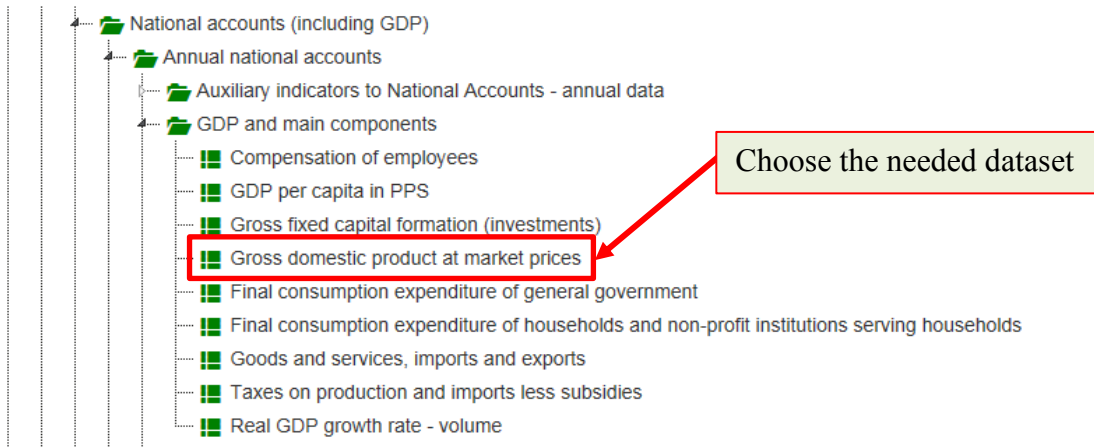 National accounts (including GDP)
Annual national accounts
Auxiliary indicators to National Accounts - annual data
GDP and main components
Compensation of employees
Choose the needed dataset
GDP per capita in PPS
Gross fixed capital formation (investments)
Gross domestic product at market prices
Final consumption expenditure of general government
Final consumption expenditure of households and non-profit institutions serving households
Goods and services, imports and exports
Taxes on production and imports less subsidies
Real GDP growth rate - volume